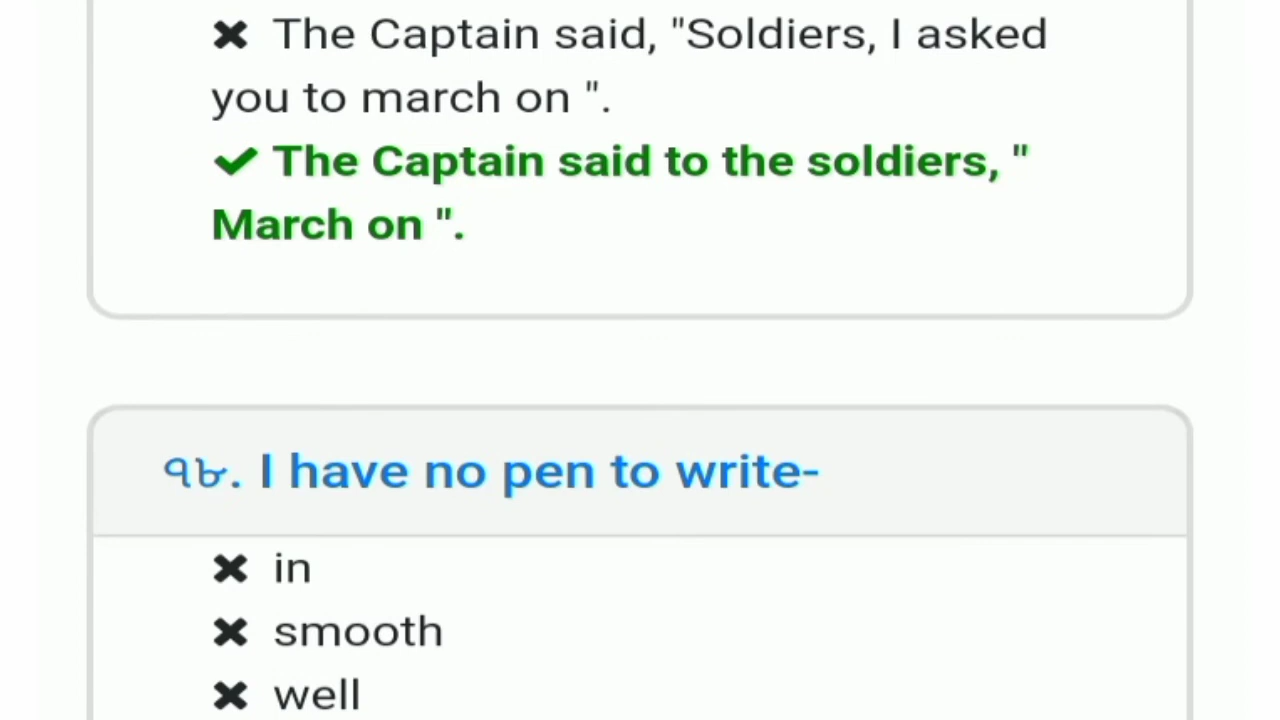 ✖ The Captain said, "Soldiers, I asked
you to march on ".
✔ The Captain said to the soldiers, "
March on ".
৭৮. I have no pen to write-
✖ in
✖ smooth
✖ well